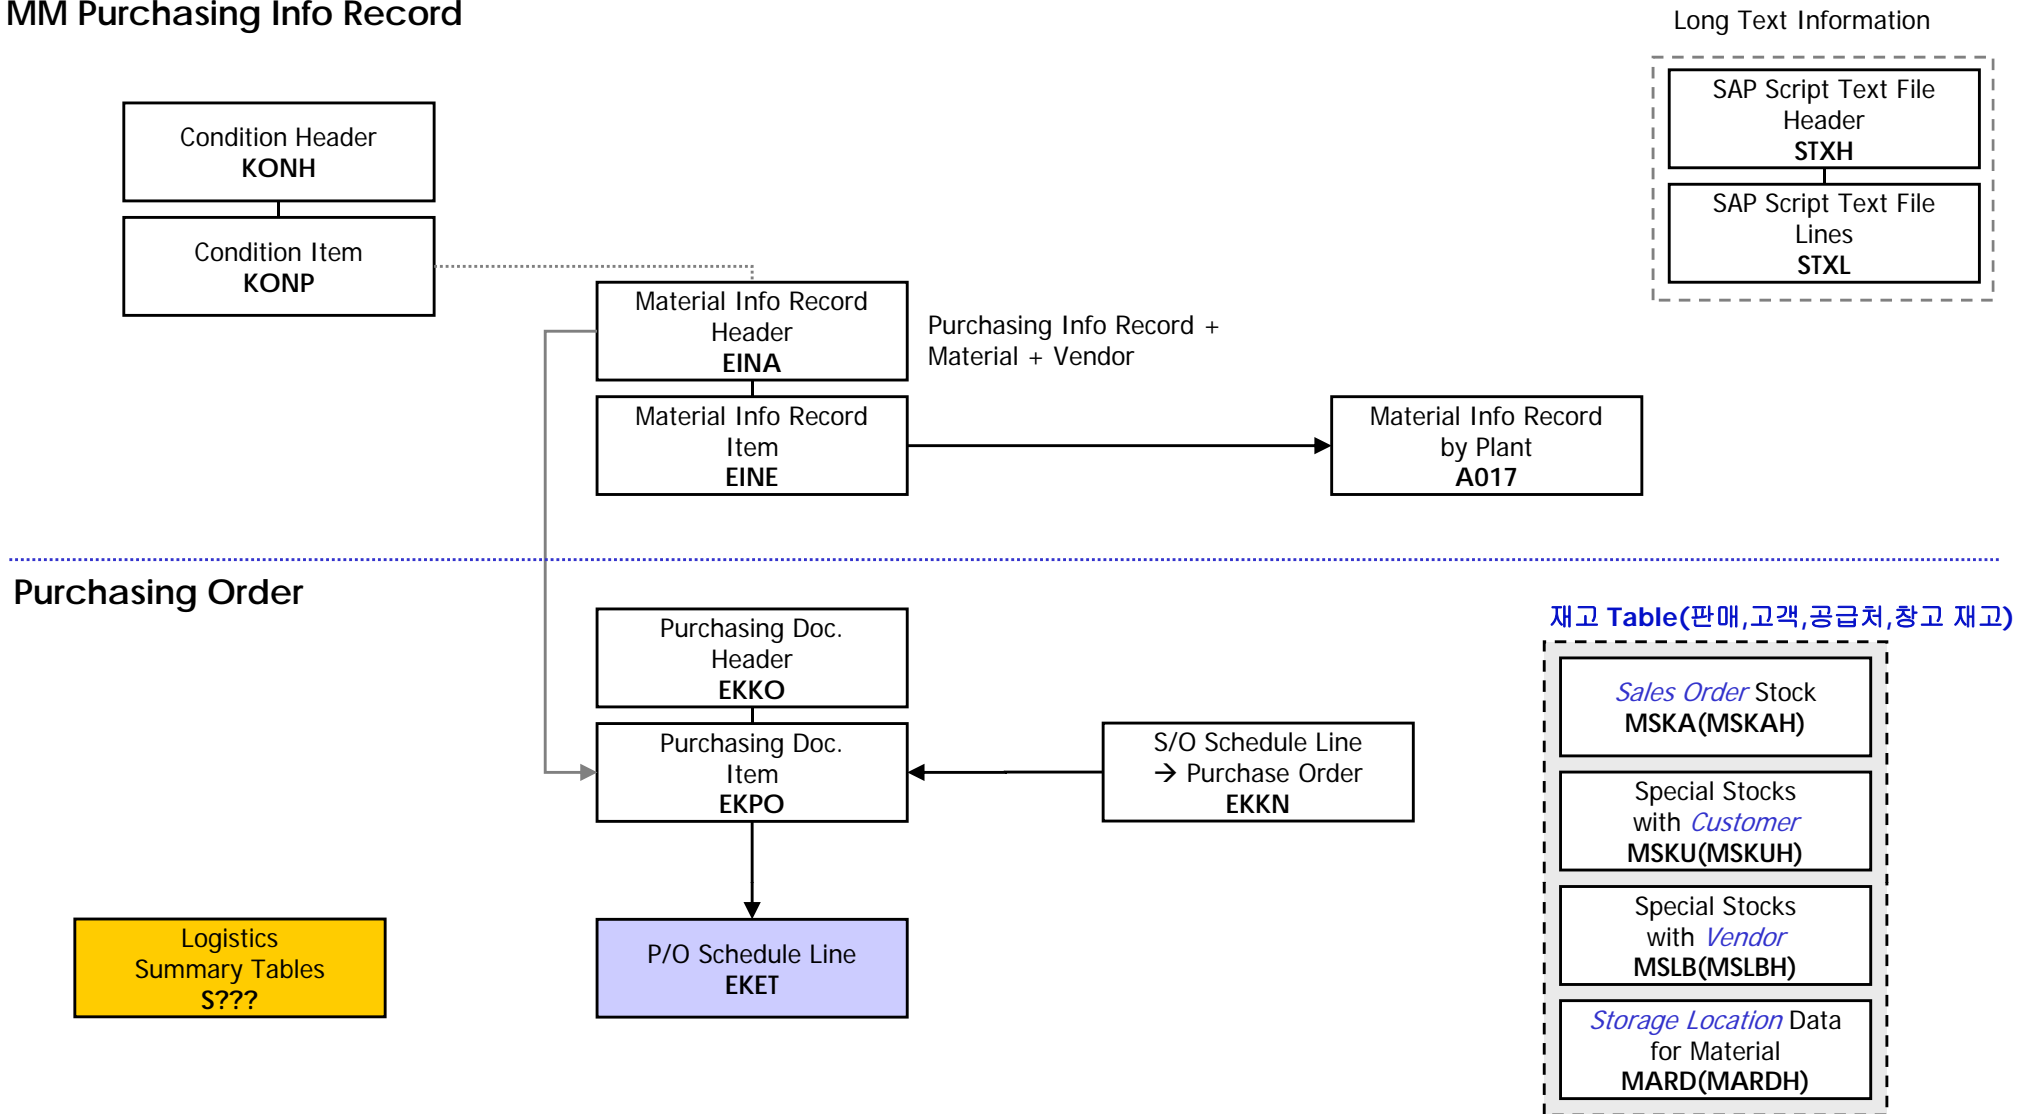 MM Purchasing Info Record
Long Text Information
SAP Script Text File
Header
STXH
SAP Script Text File
Lines
STXL
Condition Header
KONH
Condition Item
KONP
Material Info Record
Header
EINA
Purchasing Info Record +
Material + Vendor
Material Info Record
Item
EINE
Material Info Record
by Plant
A017
Purchasing Order
재고 Table(판매,고객,공급처,창고 재고)
Purchasing Doc.
Header
EKKO
Purchasing Doc.
Item
EKPO
S/O Schedule Line
→ Purchase Order
EKKN
Sales Order Stock
MSKA(MSKAH)
Special Stocks
with Customer
MSKU(MSKUH)
Special Stocks
with Vendor
MSLB(MSLBH)
Storage Location Data
for Material
MARD(MARDH)
Logistics
Summary Tables
S???
P/O Schedule Line
EKET